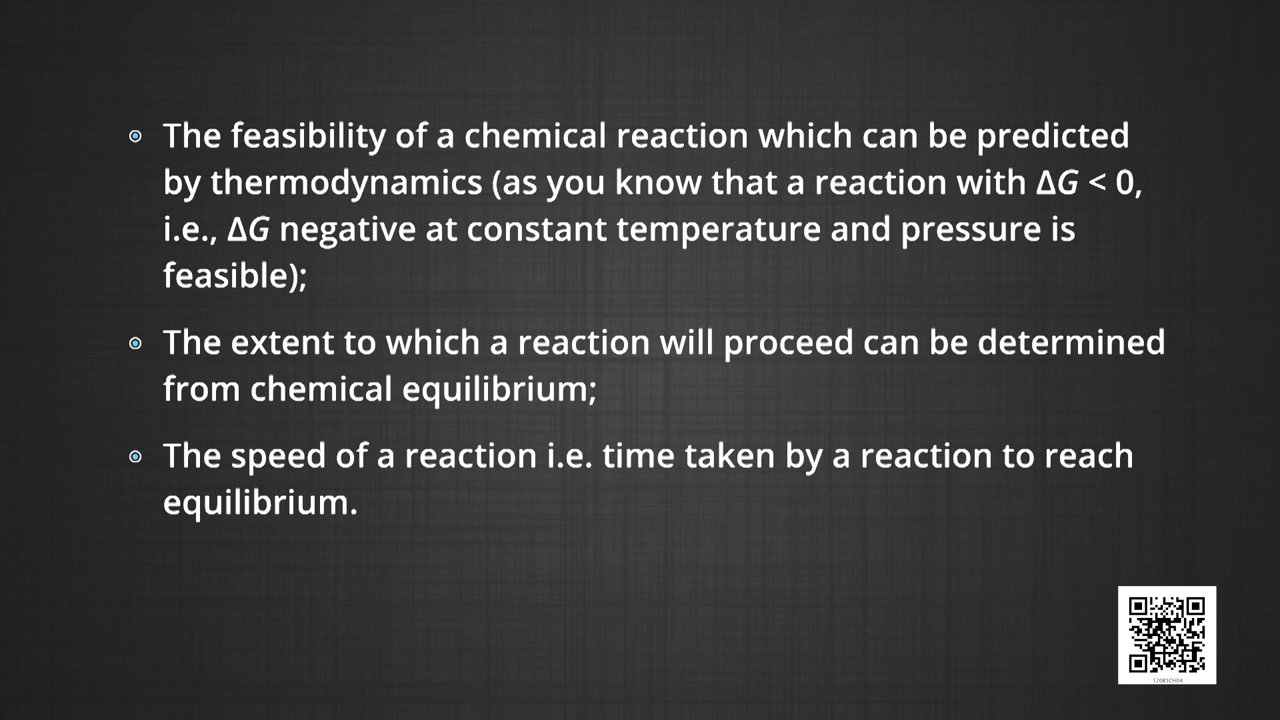 The feasibility of a chemical reaction which can be predicted
by thermodynamics (as you know that a reaction with ΔG < 0,
i.e., ΔG negative at constant temperature and pressure is
feasible);
The extent to which a reaction will proceed can be determined
from chemical equilibrium;
The speed of a reaction i.e. time taken by a reaction to reach
equilibrium.
12085CH04